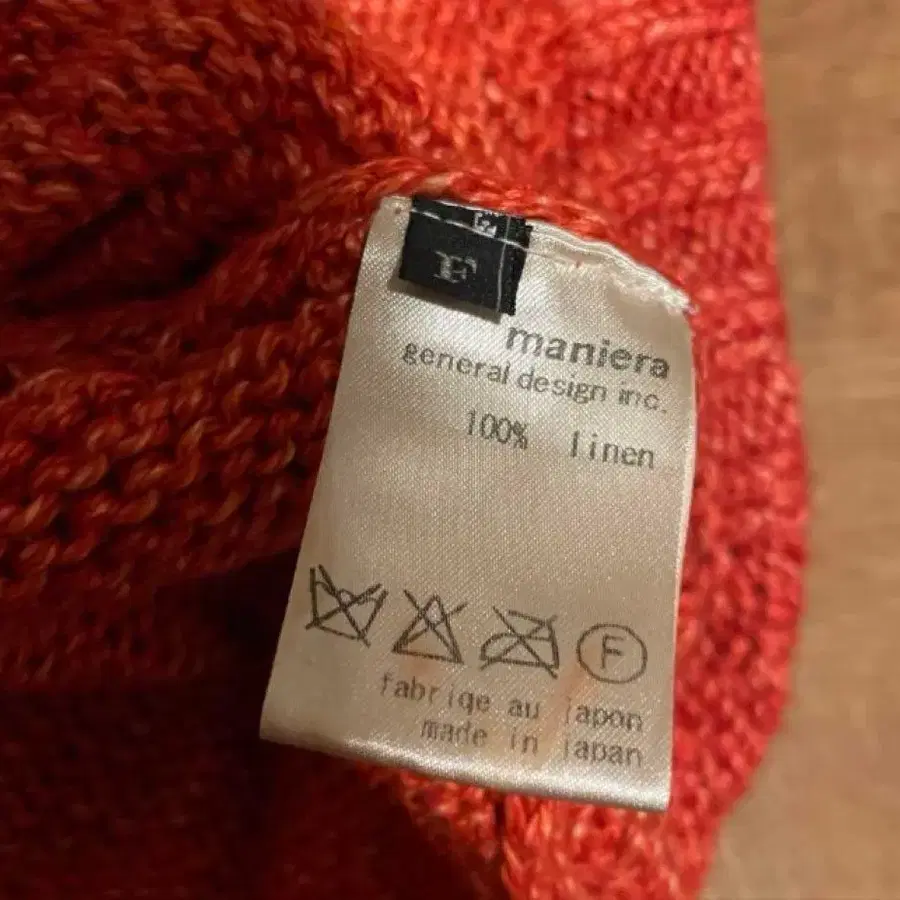 F
maniera
general design inc.
100% linen
F
fabriqe au japon
made in japan